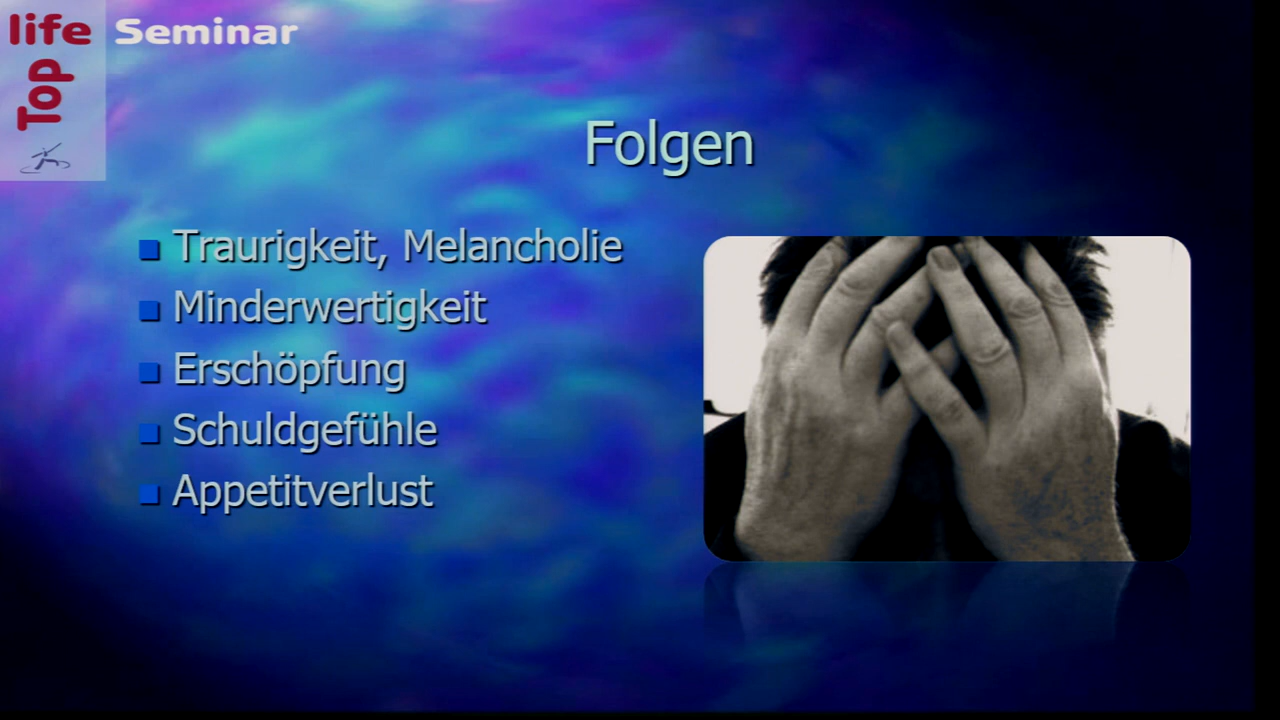 life Seminar
Top
Folgen
Traurigkeit, Melancholie
Minderwertigkeit
Erschöpfung
Schuldgefühle
Appetitverlust